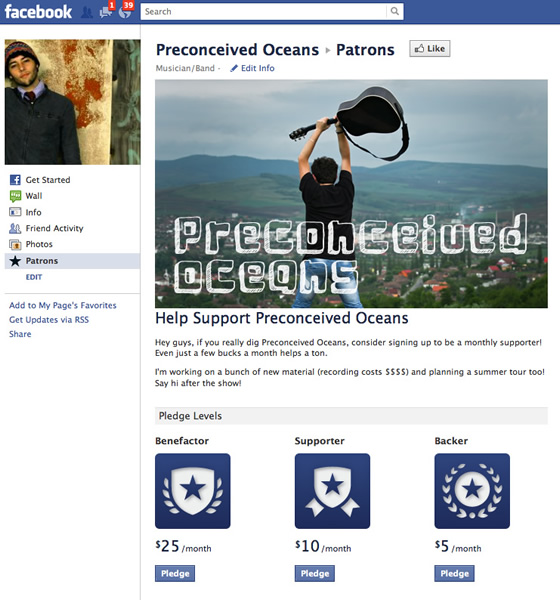 facebook 1 39 Search
Preconceived Oceans ▸ Patrons Like
Musician/Band - Edit Info
Get Started
Wall
Info
Friend Activity
Photos
Patrons
EDIT
Add to My Page's Favorites
Get Updates via RSS
Share
Preconceived
Oceans
Help Support Preconceived Oceans
Hey guys, if you really dig Preconceived Oceans, consider signing up to be a monthly supporter!
Even just a few bucks a month helps a ton.
I'm working on a bunch of new material (recording costs $$$$) and planning a summer tour too!
Say hi after the show!
Pledge Levels
Benefactor Supporter Backer
$25 /month $10 /month $5 /month
Pledge Pledge Pledge